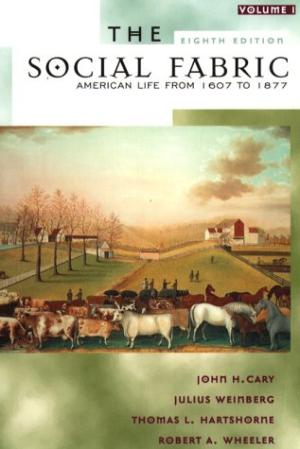 VOLUME I
THE
EIGHTH EDITION
SOCIAL FABRIC
AMERICAN LIFE FROM 1607 TO 1877
JOHN H. CARY
JULIUS WEINBERG
THOMAS L. HARTSHORNE
ROBERT A. WHEELER